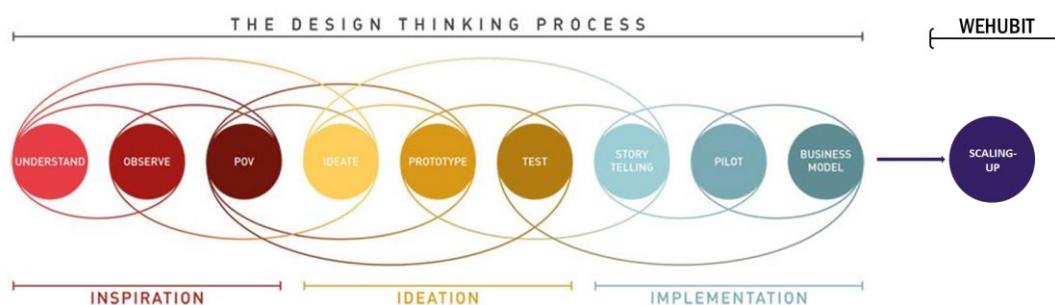 THE DESIGN THINKING PROCESS
WEHUBIT
UNDERSTAND
OBSERVE
POV
IDEATE
PROTOTYPE
TEST
STORY
TELLING
PILOT
BUSINESS
MODEL
SCALING-
UP
INSPIRATION
IDEATION
IMPLEMENTATION